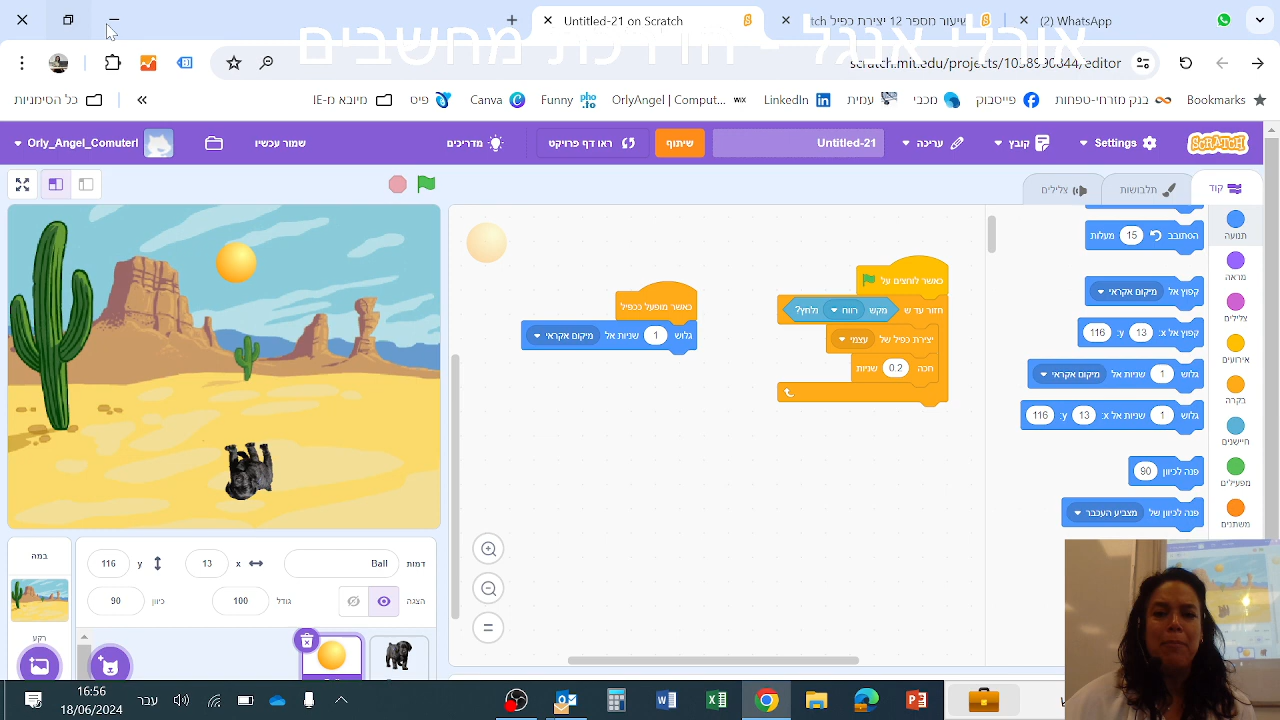 אורלי אנגל - הדרכת מחשבים
Untitled-21 on Scratch
שיעור מספר 12 יצירת כפיל
(2) WhatsApp
scratch.mit.edu/projects/1038930644/editor
Bookmarks
בנק מזרחי-טפחות
פייסבוק
מכבי
עמית
LinkedIn
OrlyAngel | Comput...
Funny
Canva
פיס
מיובא מ-IE
כל הסימניות
SCRATCH
Settings
קובץ
עריכה
Untitled-21
שיתוף
ראו דף פרויקט
מדריכים
שמור עכשיו
Orly_Angel_Comuterl
קוד
תלבושות
צלילים
תנועה
מראה
צלילים
אירועים
בקרה
חיישנים
מפעילים
משתנים
הסתובב 15 מעלות
קפוץ אל מיקום אקראי
קפוץ אל x: 13 y: 116
גלוש 1 שניות אל מיקום אקראי
גלוש 1 שניות אל x: 13 y: 116
פנה לכיוון 90
פנה לכיוון של מצביע העכבר
כאשר לוחצים על
חזור עד ש מקש רווח נלחץ?
יצירת כפיל של עצמי
חכה 0.2 שניות
כאשר מופעל ככפיל
גלוש 1 שניות אל מיקום אקראי
דמות Ball x 13 y 116
הצגה גודל 100 כיוון 90
במה
רקע
16:56
18/06/2024
עבר